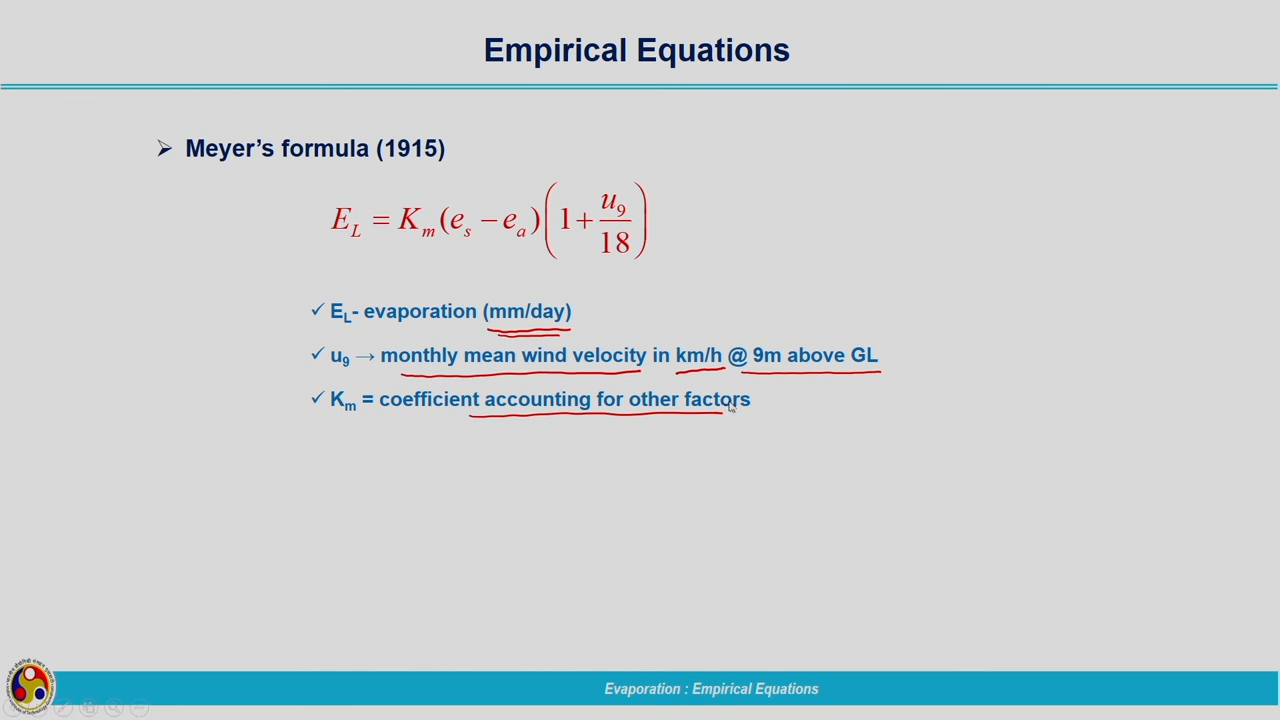 Empirical Equations
➢ Meyer's formula (1915)
E_L = K_m (e_s − e_a) (1 + u_9/18)
✓ E_L- evaporation (mm/day)
✓ u_9 → monthly mean wind velocity in km/h @ 9m above GL
✓ K_m = coefficient accounting for other factors
Evaporation : Empirical Equations